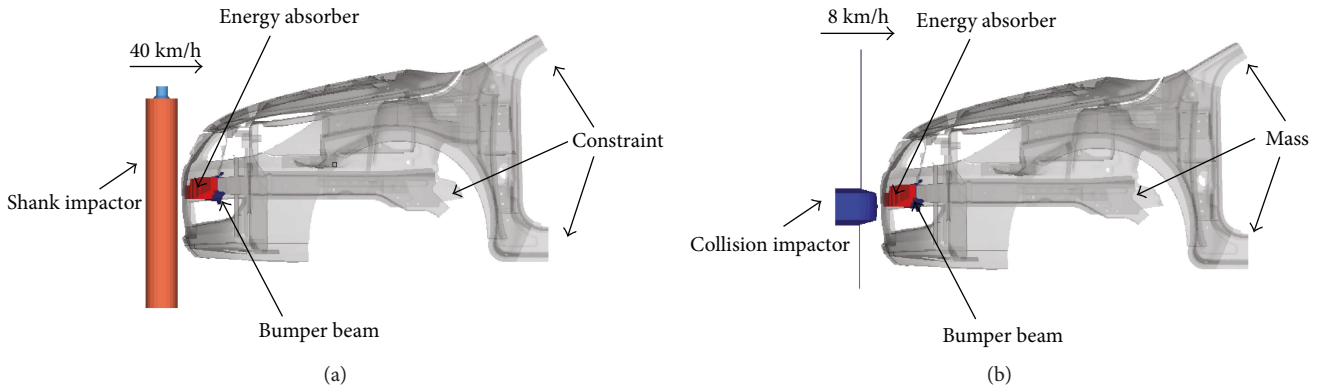 Energy absorber
40 km/h
Constraint
Shank impactor
Bumper beam
(a)
8 km/h
Energy absorber
Mass
Collision impactor
Bumper beam
(b)